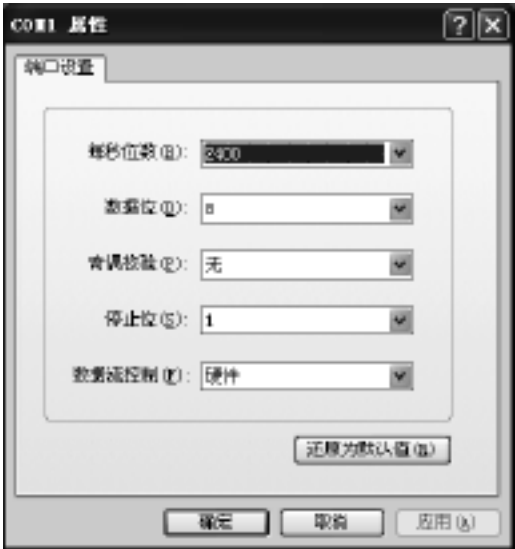 COM1 属性
端口设置
每秒位数(B): 2400
数据位(D): 8
奇偶校验(P): 无
停止位(S): 1
数据流控制(F): 硬件
还原为默认值(R)
确定 取消 应用(A)